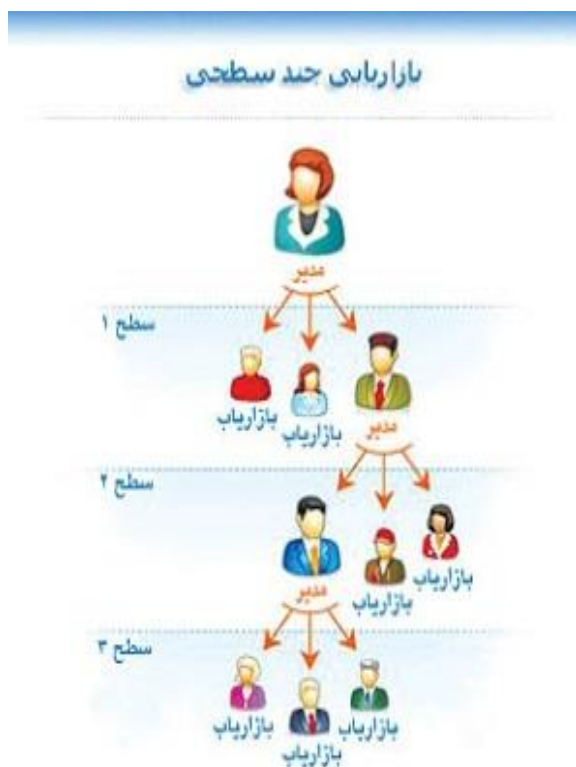 بازاریابی چند سطحی
مدیر
سطح ۱
بازاریاب
بازاریاب
مدیر
سطح ۲
بازاریاب
بازاریاب
مدیر
سطح ۳
بازاریاب
بازاریاب
بازاریاب